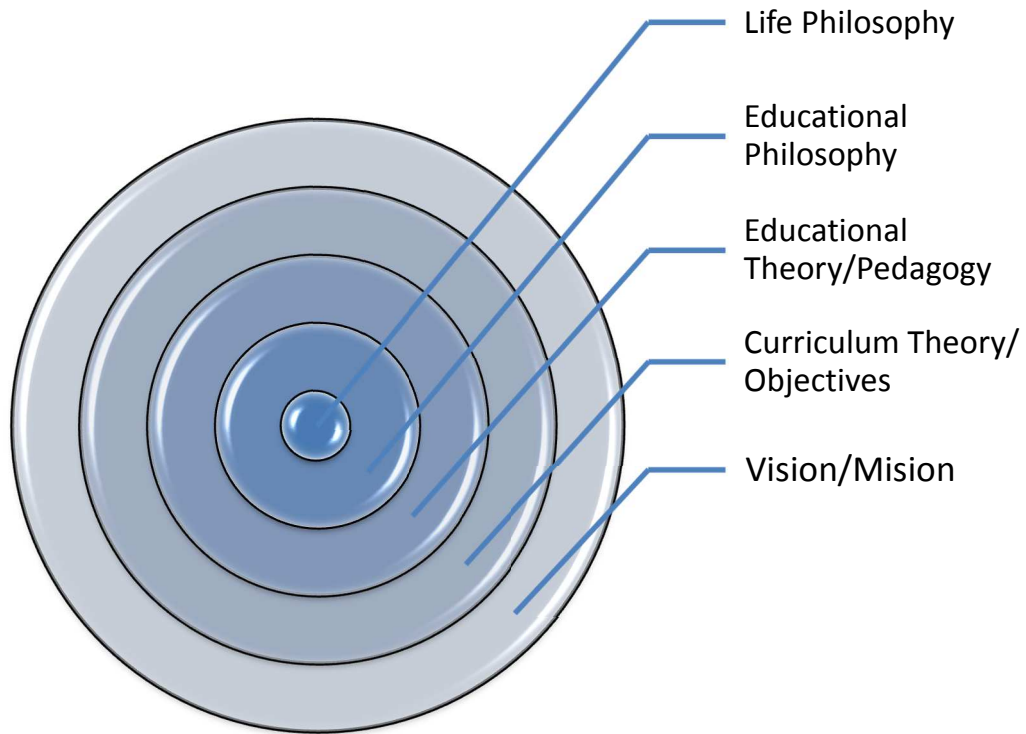 Life Philosophy
Educational
Philosophy
Educational
Theory/Pedagogy
Curriculum Theory/
Objectives
Vision/Mision